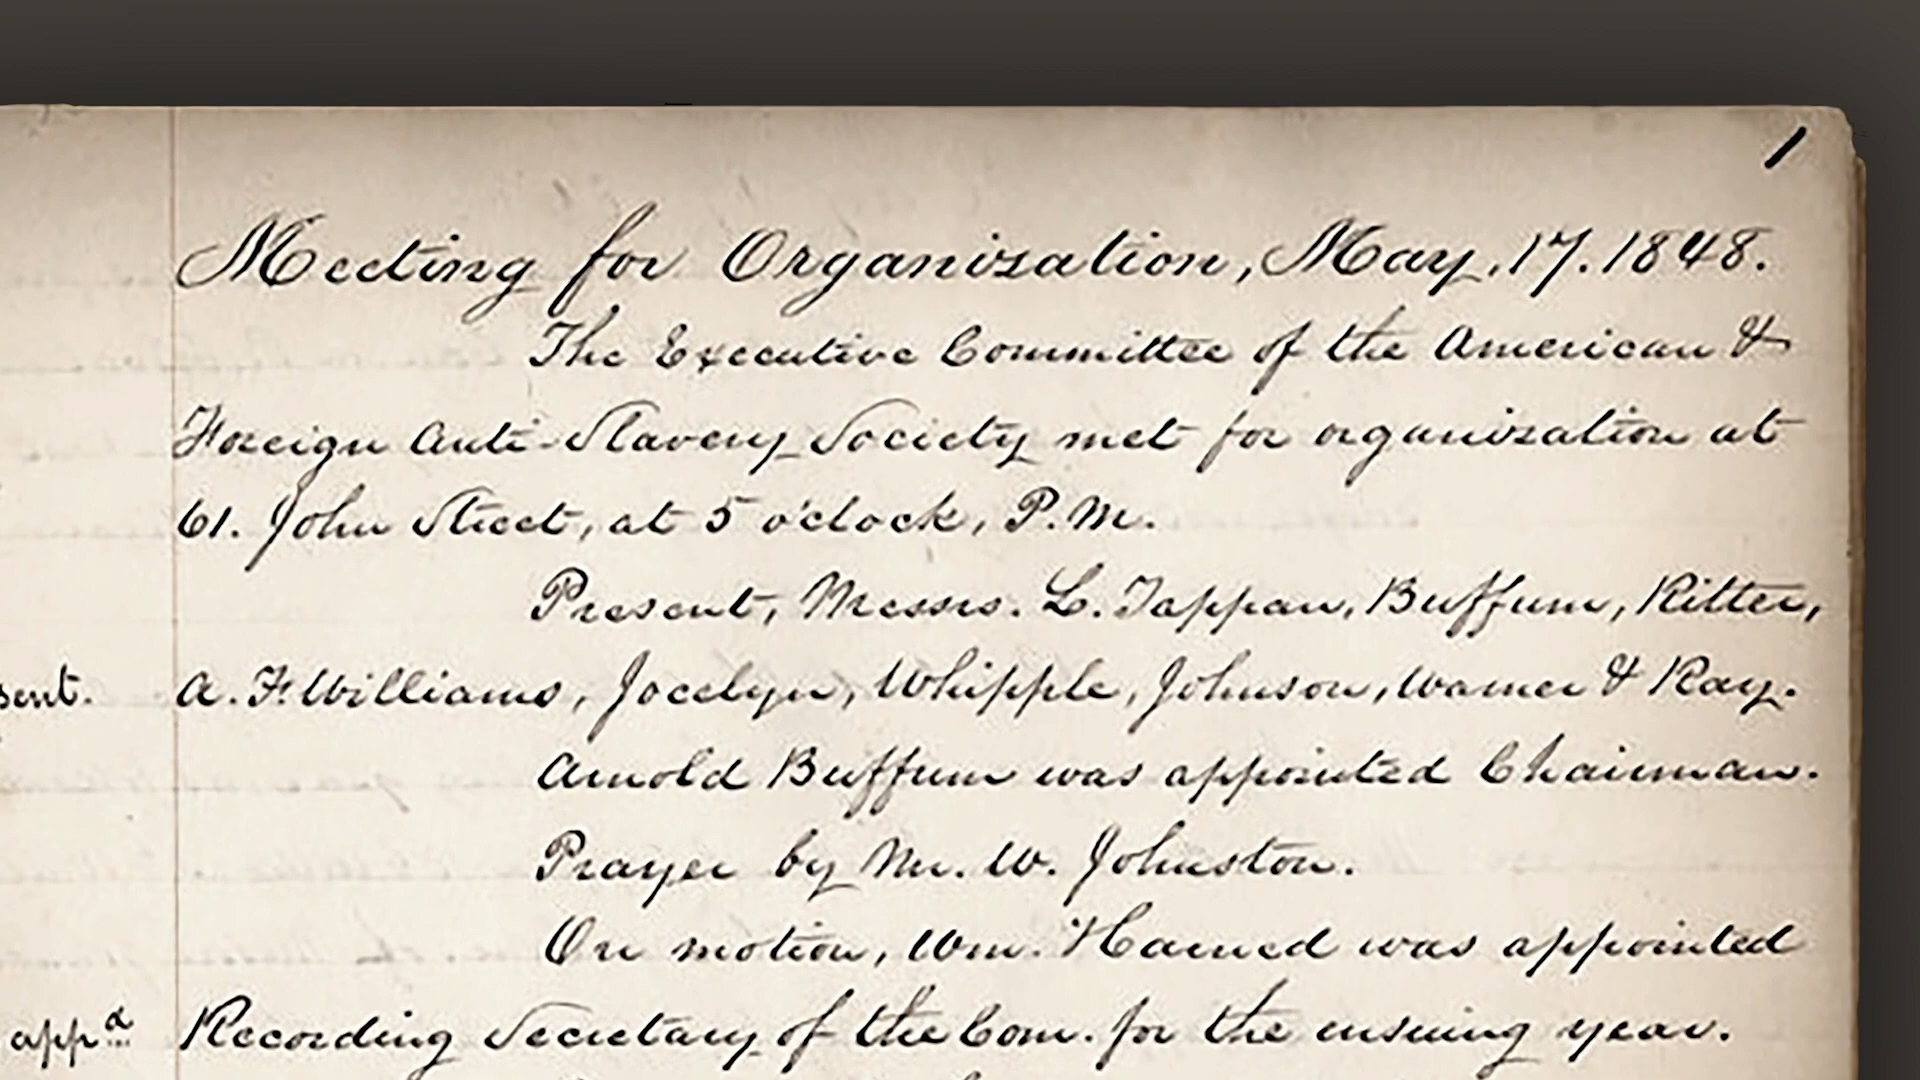 1
Meeting for Organization, May, 17. 1848.
The Executive Committee of the American &
Foreign Anti-Slavery Society met for organization at
61. John Street, at 5 o'clock, P.M.
Present, Messrs. L. Tappan, Buffum, Ritter,
sent.
A. F. Williams, Jocelyn, Whipple, Johnson, Warner & Ray.
Arnold Buffum was appointed Chairman.
Prayer by Mr. W. Johnston.
On motion, Wm. Harned was appointed
appd
Recording Secretary of the Com. for the ensuing year.